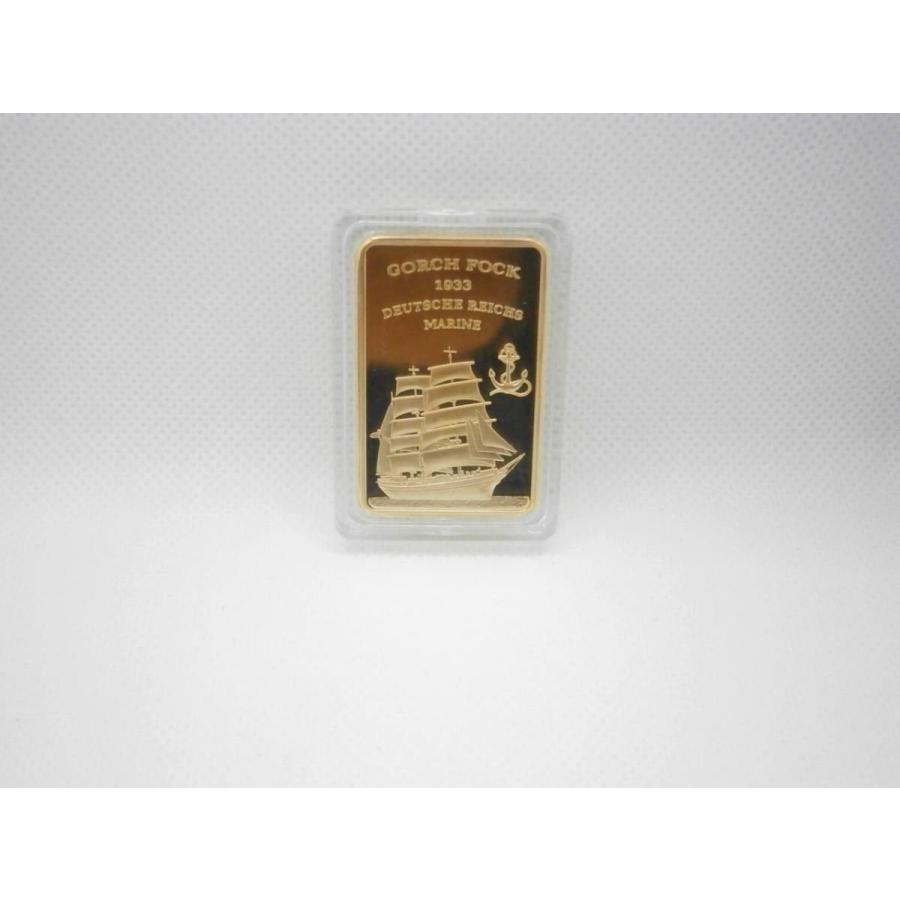 GORCH FOCK
1933
DEUTSCHE REICHS
MARINE